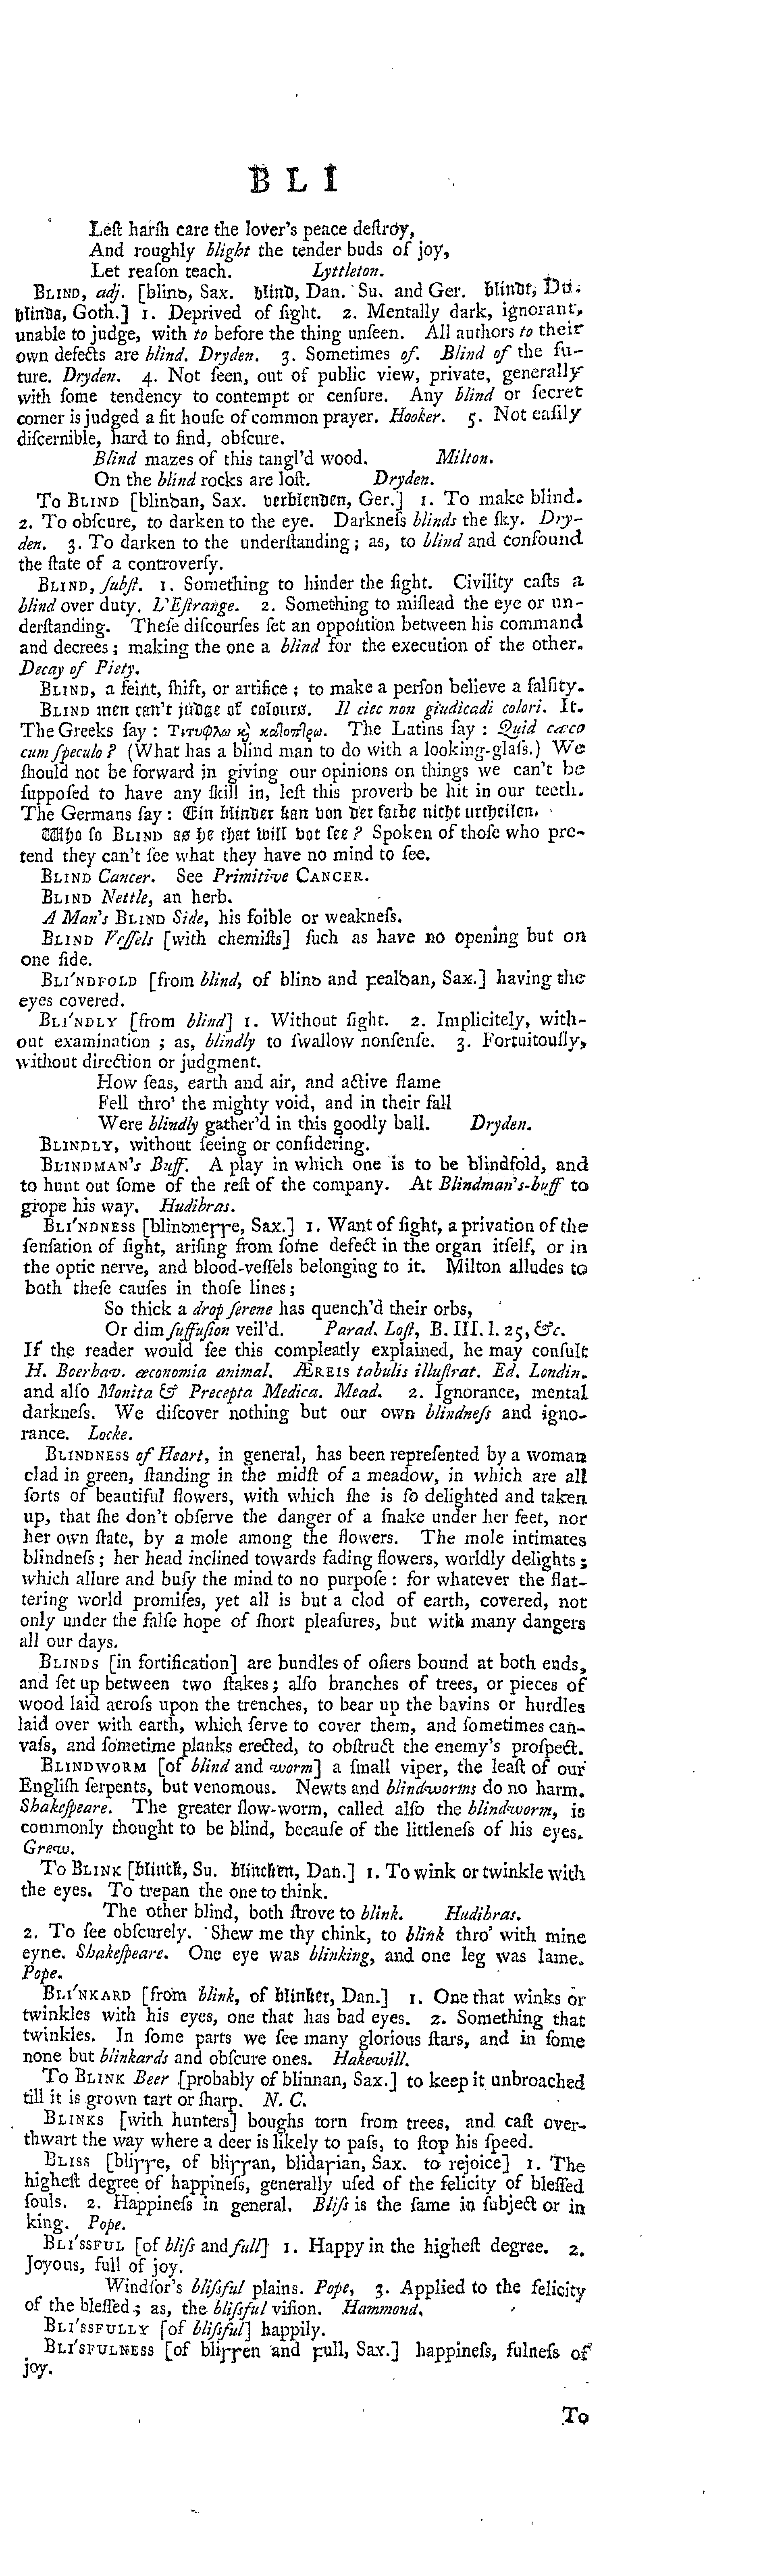 B L I
Leſt harſh care the lover's peace deſtroy,
And roughly blight the tender buds of joy,
Let reaſon teach. Lyttleton.
BLIND, adj. [blinꝺ, Sax. blind, Dan. Su. and Ger. blindt, Du.
blinda, Goth.] 1. Deprived of ſight. 2. Mentally dark, ignorant,
unable to judge, with to before the thing unſeen. All authors to their
own defects are blind. Dryden. 3. Sometimes of. Blind of the fu-
ture. Dryden. 4. Not ſeen, out of public view, private, generally
with ſome tendency to contempt or cenſure. Any blind or ſecret
corner is judged a fit houſe of common prayer. Hooker. 5. Not eaſily
diſcernible, hard to find, obſcure.
Blind mazes of this tangl'd wood. Milton.
On the blind rocks are loſt. Dryden.
To BLIND [blinꝺan, Sax. verblenden, Ger.] 1. To make blind.
2. To obſcure, to darken to the eye. Darkneſs blinds the ſky. Dry-
den. 3. To darken to the underſtanding; as, to blind and confound
the ſtate of a controverſy.
BLIND, ſubſt. 1. Something to hinder the ſight. Civility caſts a
blind over duty. L'Eſtrange. 2. Something to miſlead the eye or un-
derſtanding. Theſe diſcourſes ſet an oppoſition between his command
and decrees; making the one a blind for the execution of the other.
Decay of Piety.
BLIND, a feint, ſhift, or artifice; to make a perſon believe a falſity.
BLIND men can't judge of colours. Il ciec non giudicadi colori. It.
The Greeks ſay: Τιτυφλω κ̀ καϊοπϊρω. The Latins ſay: Quid cæco
cum ſpeculo? (What has a blind man to do with a looking-glaſs.) We
ſhould not be forward in giving our opinions on things we can't be
ſuppoſed to have any ſkill in, leſt this proverb be hit in our teeth.
The Germans ſay: Ein blinder kan von der farbe nicht urtheilen.
Who ſo BLIND as he that will not ſee? Spoken of thoſe who pre-
tend they can't ſee what they have no mind to ſee.
BLIND Cancer. See Primitive CANCER.
BLIND Nettle, an herb.
A Man's BLIND Side, his foible or weakneſs.
BLIND Veſſels [with chemiſts] ſuch as have no opening but on
one ſide.
BLI'NDFOLD [from blind, of blinꝺ and ꝼealꝺan, Sax.] having the
eyes covered.
BLI'NDLY [from blind] 1. Without ſight. 2. Implicitely, with-
out examination; as, blindly to ſwallow nonſenſe. 3. Fortuitouſly,
without direction or judgment.
How ſeas, earth and air, and active flame
Fell thro' the mighty void, and in their fall
Were blindly gather'd in this goodly ball. Dryden.
BLINDLY, without ſeeing or conſidering.
BLINDMAN's Buff. A play in which one is to be blindfold, and
to hunt out ſome of the reſt of the company. At Blindman's-buff to
grope his way. Hudibras.
BLI'NDNESS [blinꝺneꞅꞅe, Sax.] 1. Want of ſight, a privation of the
ſenſation of ſight, ariſing from ſome defect in the organ itſelf, or in
the optic nerve, and blood-veſſels belonging to it. Milton alludes to
both theſe cauſes in thoſe lines;
So thick a drop ſerene has quench'd their orbs,
Or dim ſuffuſion veil'd. Parad. Loſt, B. III. l. 25, &c.
If the reader would ſee this compleatly explained, he may conſult
H. Boerhav. œconomia animal. ÆREIS tabulis illuſtrat. Ed. Londin.
and alſo Monita & Precepta Medica. Mead. 2. Ignorance, mental
darkneſs. We diſcover nothing but our own blindneſs and igno-
rance. Locke.
BLINDNESS of Heart, in general, has been repreſented by a woman
clad in green, ſtanding in the midſt of a meadow, in which are all
ſorts of beautiful flowers, with which ſhe is ſo delighted and taken
up, that ſhe don't obſerve the danger of a ſnake under her feet, nor
her own ſtate, by a mole among the flowers. The mole intimates
blindneſs; her head inclined towards fading flowers, worldly delights;
which allure and buſy the mind to no purpoſe: for whatever the flat-
tering world promiſes, yet all is but a clod of earth, covered, not
only under the falſe hope of ſhort pleaſures, but with many dangers
all our days.
BLINDS [in fortification] are bundles of oſiers bound at both ends,
and ſet up between two ſtakes; alſo branches of trees, or pieces of
wood laid acroſs upon the trenches, to bear up the bavins or hurdles
laid over with earth, which ſerve to cover them, and ſometimes can-
vaſs, and ſometime planks erected, to obſtruct the enemy's proſpect.
BLINDWORM [of blind and worm] a ſmall viper, the leaſt of our
Engliſh ſerpents, but venomous. Newts and blindworms do no harm.
Shakeſpeare. The greater ſlow-worm, called alſo the blindworm, is
commonly thought to be blind, becauſe of the littleneſs of his eyes.
Grew.
To BLINK [blinck, Su. blincken, Dan.] 1. To wink or twinkle with
the eyes. To trepan the one to think.
The other blind, both ſtrove to blink. Hudibras.
2. To ſee obſcurely. Shew me thy chink, to blink thro' with mine
eyne. Shakeſpeare. One eye was blinking, and one leg was lame.
Pope.
BLI'NKARD [from blink, of blinker, Dan.] 1. One that winks or
twinkles with his eyes, one that has bad eyes. 2. Something that
twinkles. In ſome parts we ſee many glorious ſtars, and in ſome
none but blinkards and obſcure ones. Hakewill.
To BLINK Beer [probably of blinnan, Sax.] to keep it unbroached
till it is grown tart or ſharp. N. C.
BLINKS [with hunters] boughs torn from trees, and caſt over-
thwart the way where a deer is likely to paſs, to ſtop his ſpeed.
BLISS [bliꞅꞅe, of bliꞅꞅan, blidaꞅian, Sax. to rejoice] 1. The
higheſt degree of happineſs, generally uſed of the felicity of bleſſed
ſouls. 2. Happineſs in general. Bliſs is the ſame in ſubject or in
king. Pope.
BLI'SSFUL [of bliſs and full] 1. Happy in the higheſt degree. 2.
Joyous, full of joy.
Windſor's bliſsful plains. Pope, 3. Applied to the felicity
of the bleſſed; as, the bliſsful viſion. Hammond.
BLI'SSFULLY [of bliſsful] happily.
BLI'SFULNESS [of bliꞅꞅen and ꝼull, Sax.] happineſs, fulneſs of
joy.
To